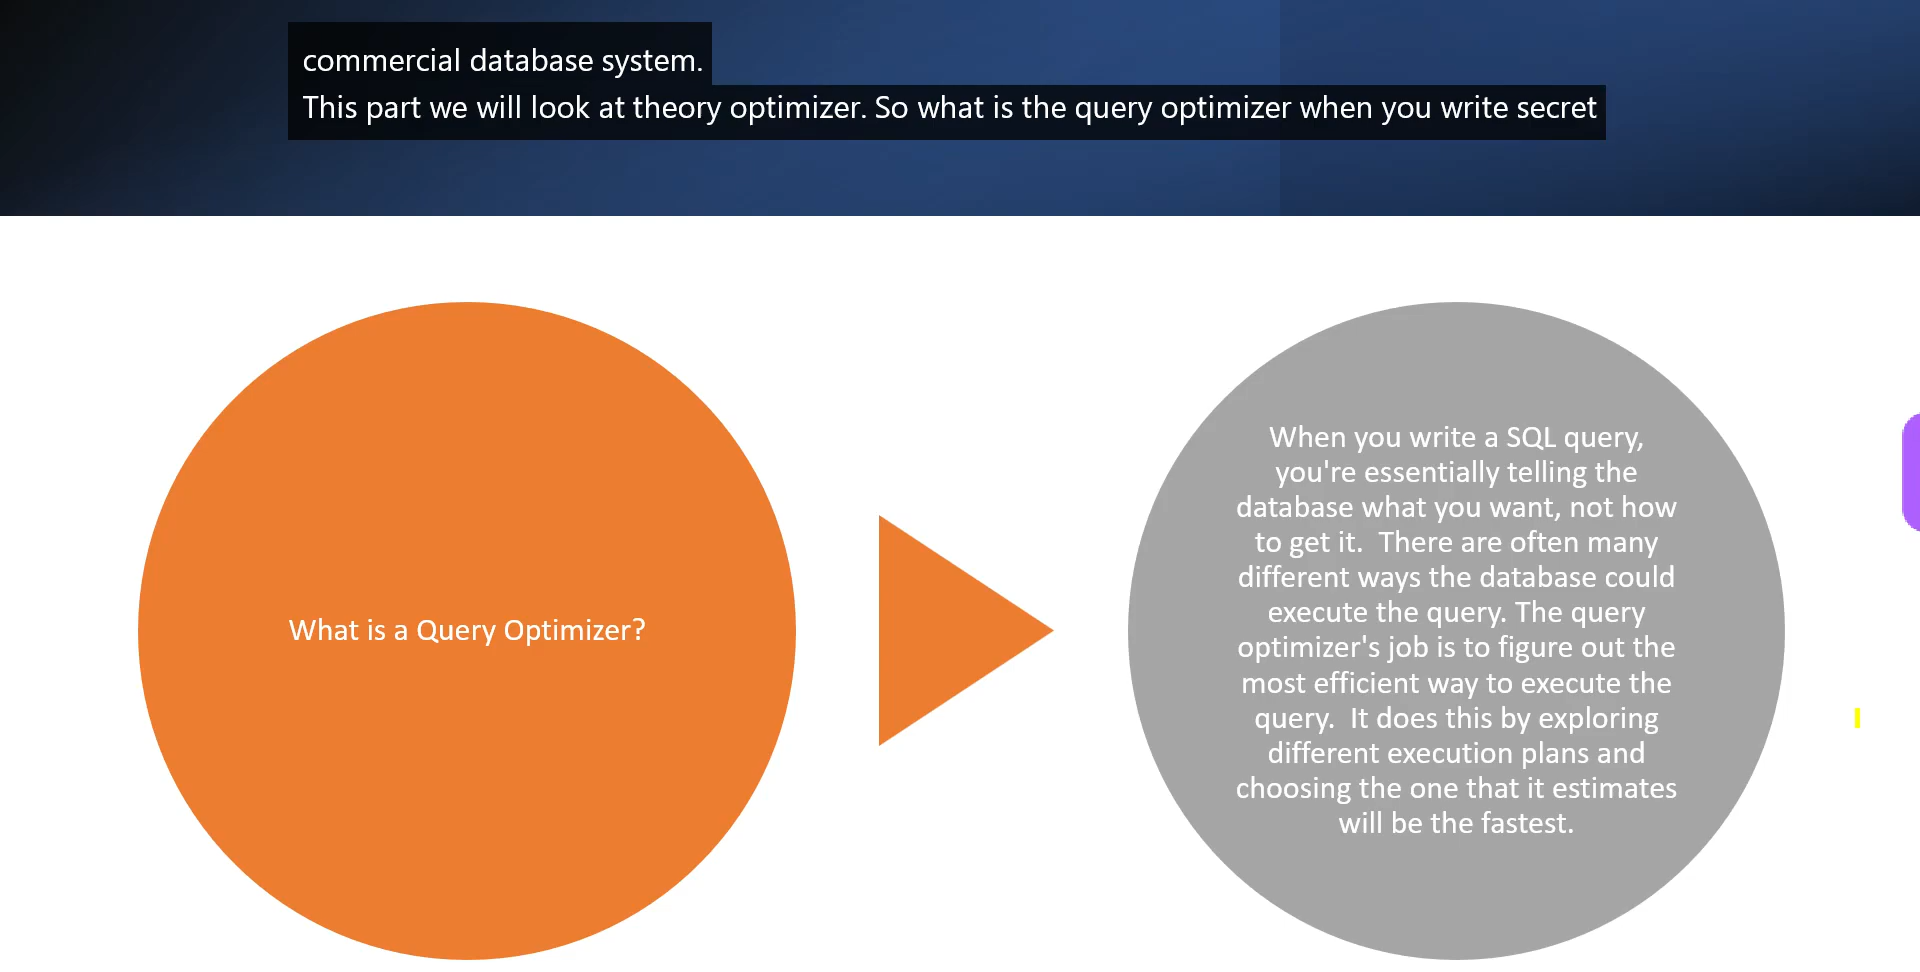 commercial database system.
This part we will look at theory optimizer. So what is the query optimizer when you write secret
What is a Query Optimizer?
When you write a SQL query,
you're essentially telling the
database what you want, not how
to get it.  There are often many
different ways the database could
execute the query. The query
optimizer's job is to figure out the
most efficient way to execute the
query.  It does this by exploring
different execution plans and
choosing the one that it estimates
will be the fastest.